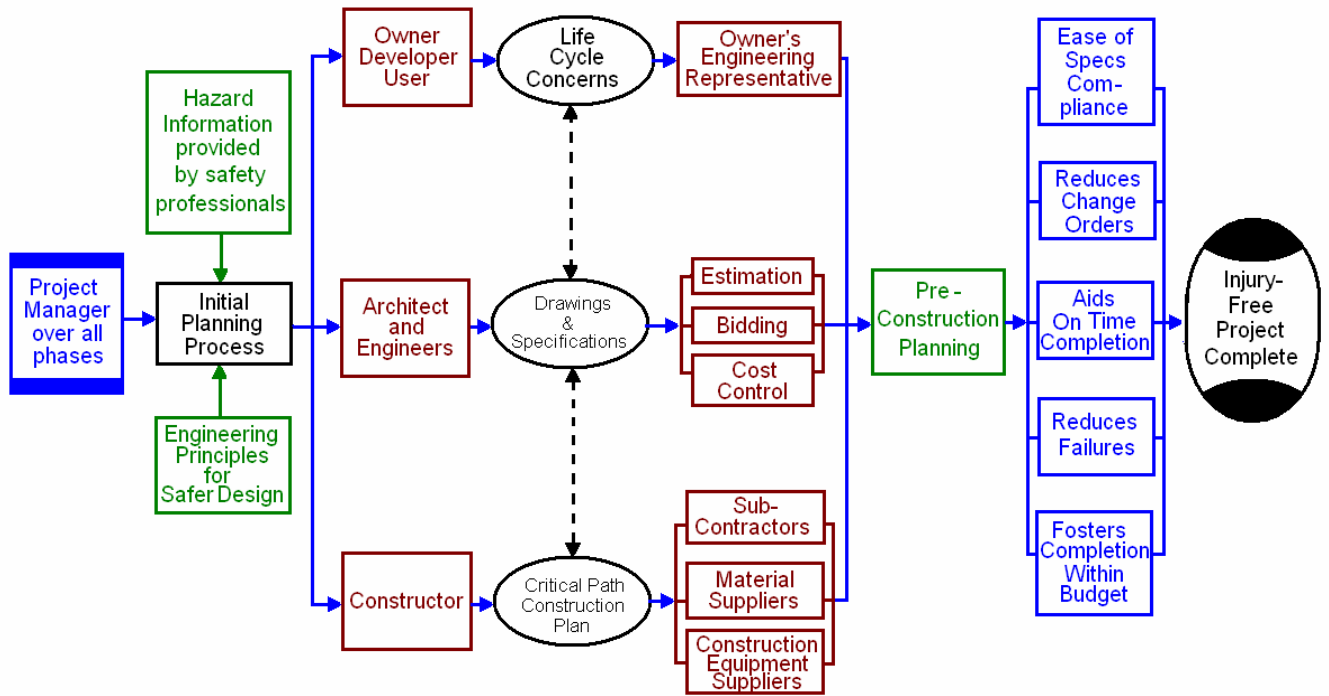 Project
Manager
over all
phases
Hazard
Information
provided
by safety
professionals
Initial
Planning
Process
Engineering
Principles
for
Safer Design
Owner
Developer
User
Life
Cycle
Concerns
Owner's
Engineering
Representative
Architect
and
Engineers
Drawings
&
Specifications
Estimation
Bidding
Cost
Control
Constructor
Critical Path
Construction
Plan
Sub-
Contractors
Material
Suppliers
Construction
Equipment
Suppliers
Pre -
Construction
Planning
Ease of
Specs
Com-
pliance
Reduces
Change
Orders
Aids
On Time
Completion
Reduces
Failures
Fosters
Completion
Within
Budget
Injury-
Free
Project
Complete